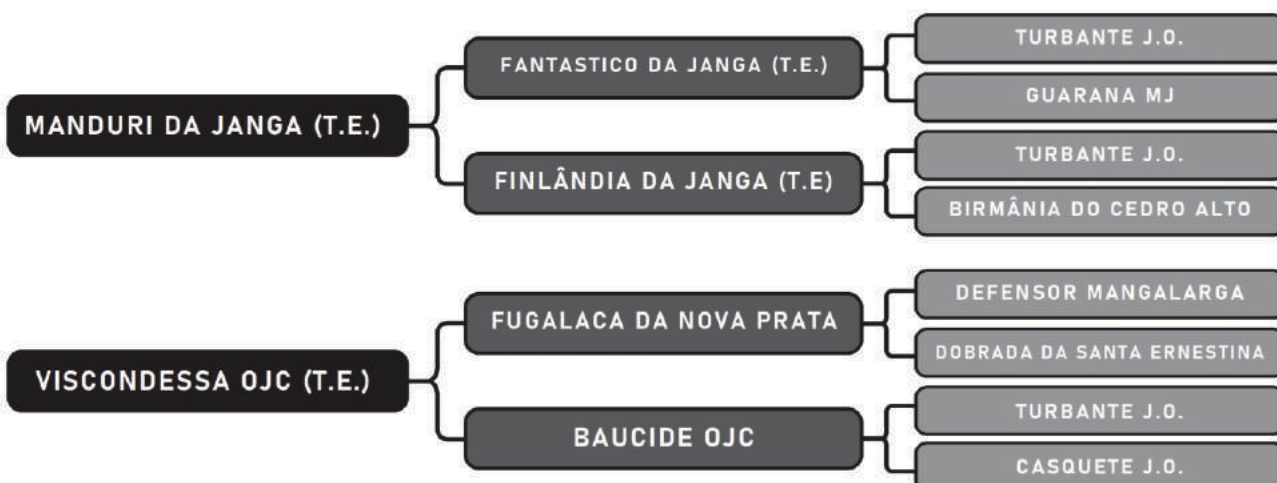 MANDURI DA JANGA (T.E.)
FANTASTICO DA JANGA (T.E.)
TURBANTE J.O.
GUARANA MJ
FINLÂNDIA DA JANGA (T.E)
TURBANTE J.O.
BIRMÂNIA DO CEDRO ALTO
VISCONDESSA OJC (T.E.)
FUGALACA DA NOVA PRATA
DEFENSOR MANGALARGA
DOBRADA DA SANTA ERNESTINA
BAUCIDE OJC
TURBANTE J.O.
CASQUETE J.O.